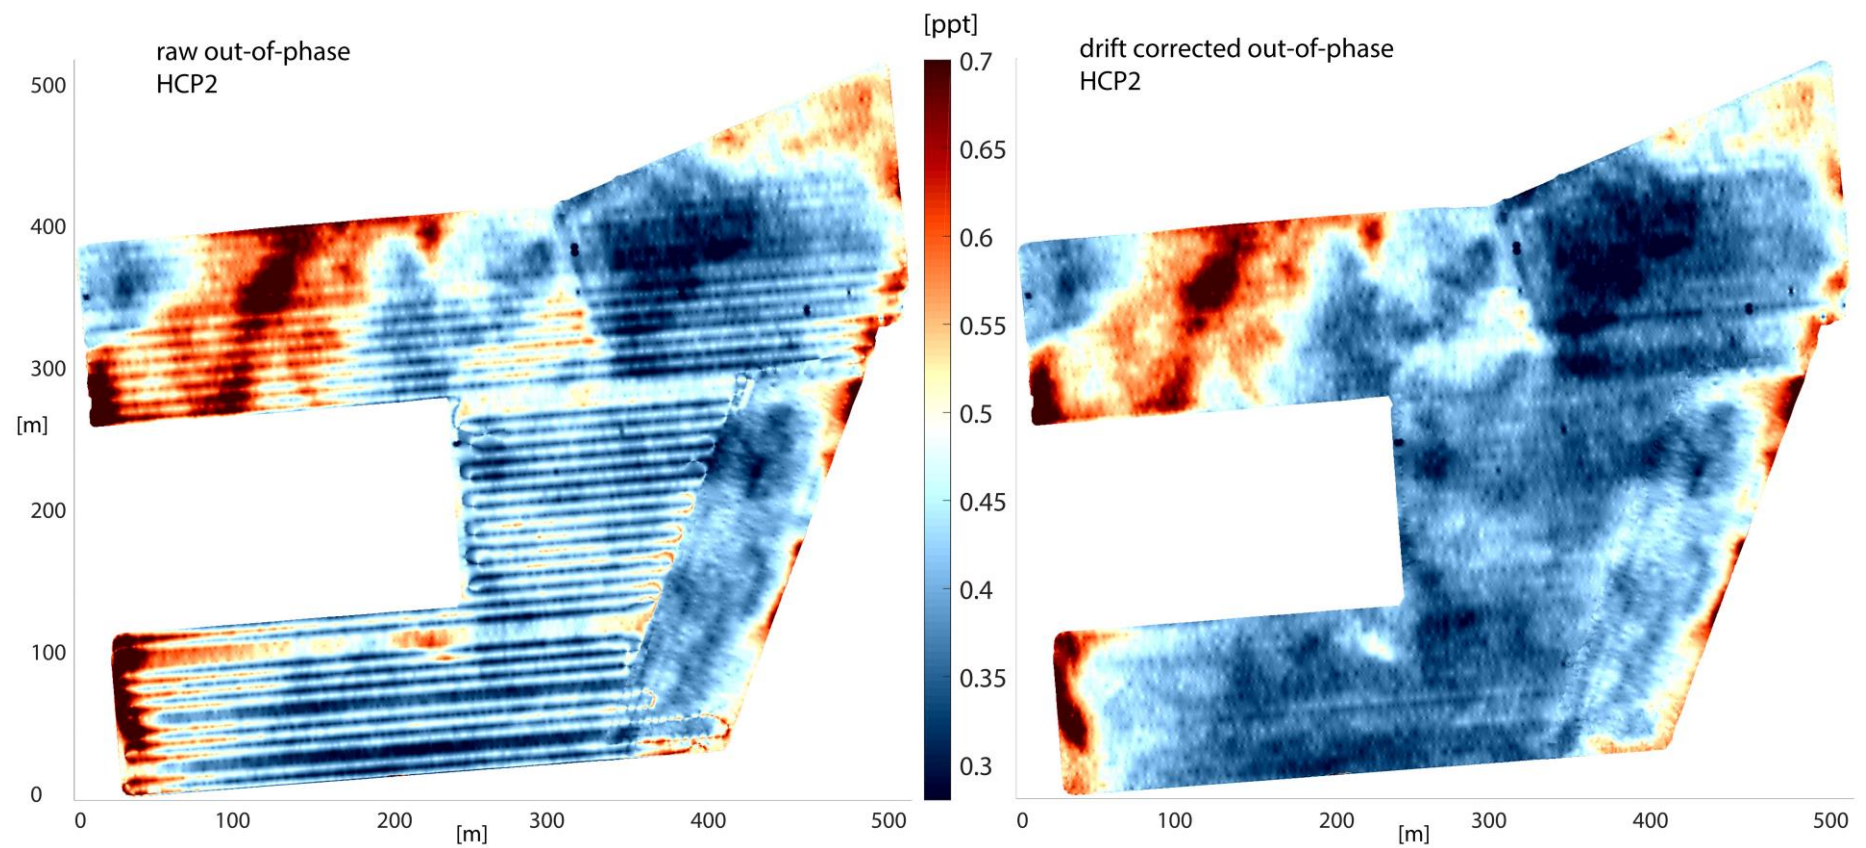 raw out-of-phase
HCP2
[ppt]
drift corrected out-of-phase
HCP2
500
400
300
[m]
200
100
0
0.7
0.65
0.6
0.55
0.5
0.45
0.4
0.35
0.3
0 100 200 300 400 500
[m]
0 100 200 300 400 500
[m]